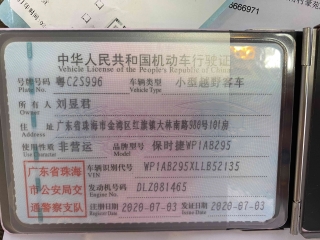 6666971
中华人民共和国机动车行驶证
Vehicle License of the People's Republic of China
号牌号码 粤C2S996 车辆类型 小型越野客车
Plate No. Vehicle Type
所有人 刘昱君
Owner
住址 广东省珠海市金湾区红旗镇大林南路508号101房
Address
使用性质 非营运 品牌型号 保时捷WP1AB295
Use Character Model
广东省珠海
市公安局交
通警察支队
车辆识别代号 WP1AB295XLLB52135
VIN
发动机号码 DLZ081465
Engine No.
注册日期 2020-07-03 发证日期 2020-07-03
Register Date Issue Date